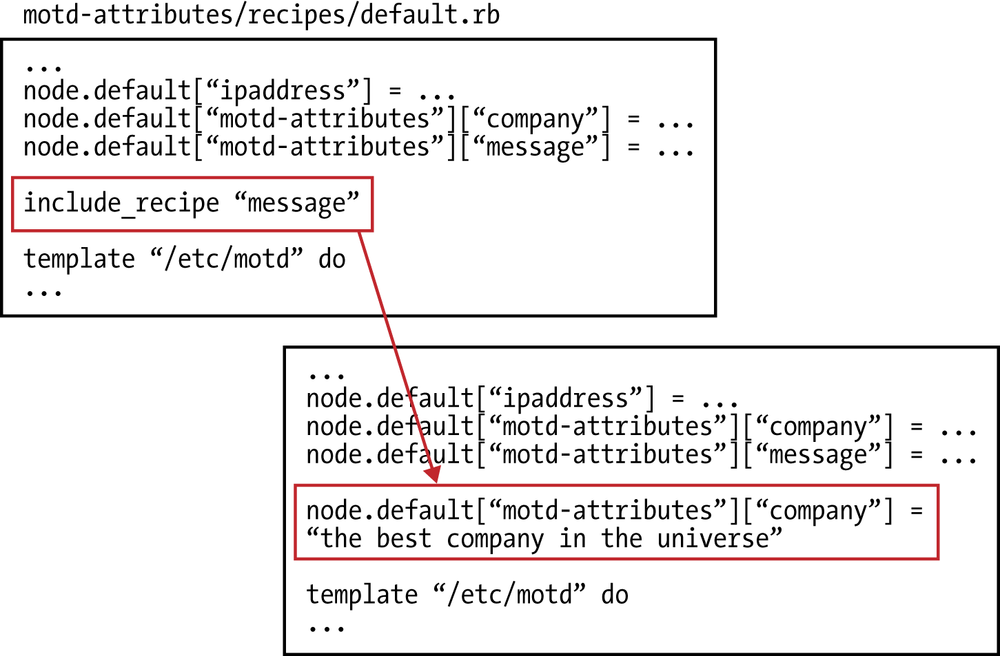 motd-attributes/recipes/default.rb
...
node.default[“ipaddress”] = ...
node.default[“motd-attributes”][“company”] = ...
node.default[“motd-attributes”][“message”] = ...
include_recipe “message”
template “/etc/motd” do
...
...
node.default[“ipaddress”] = ...
node.default[“motd-attributes”][“company”] = ...
node.default[“motd-attributes”][“message”] = ...
node.default[“motd-attributes”][“company”] =
“the best company in the universe”
template “/etc/motd” do
...